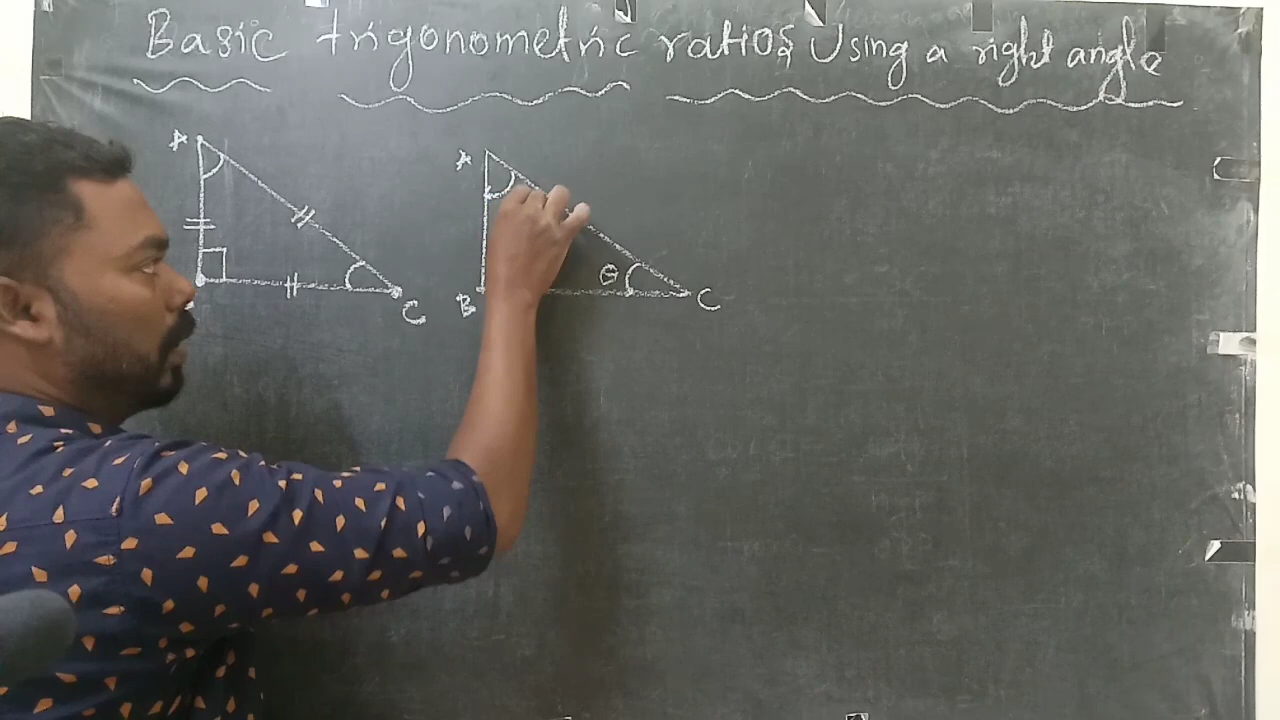 Basic trigonometric ratios Using a right angle
A A
θ
B C
C